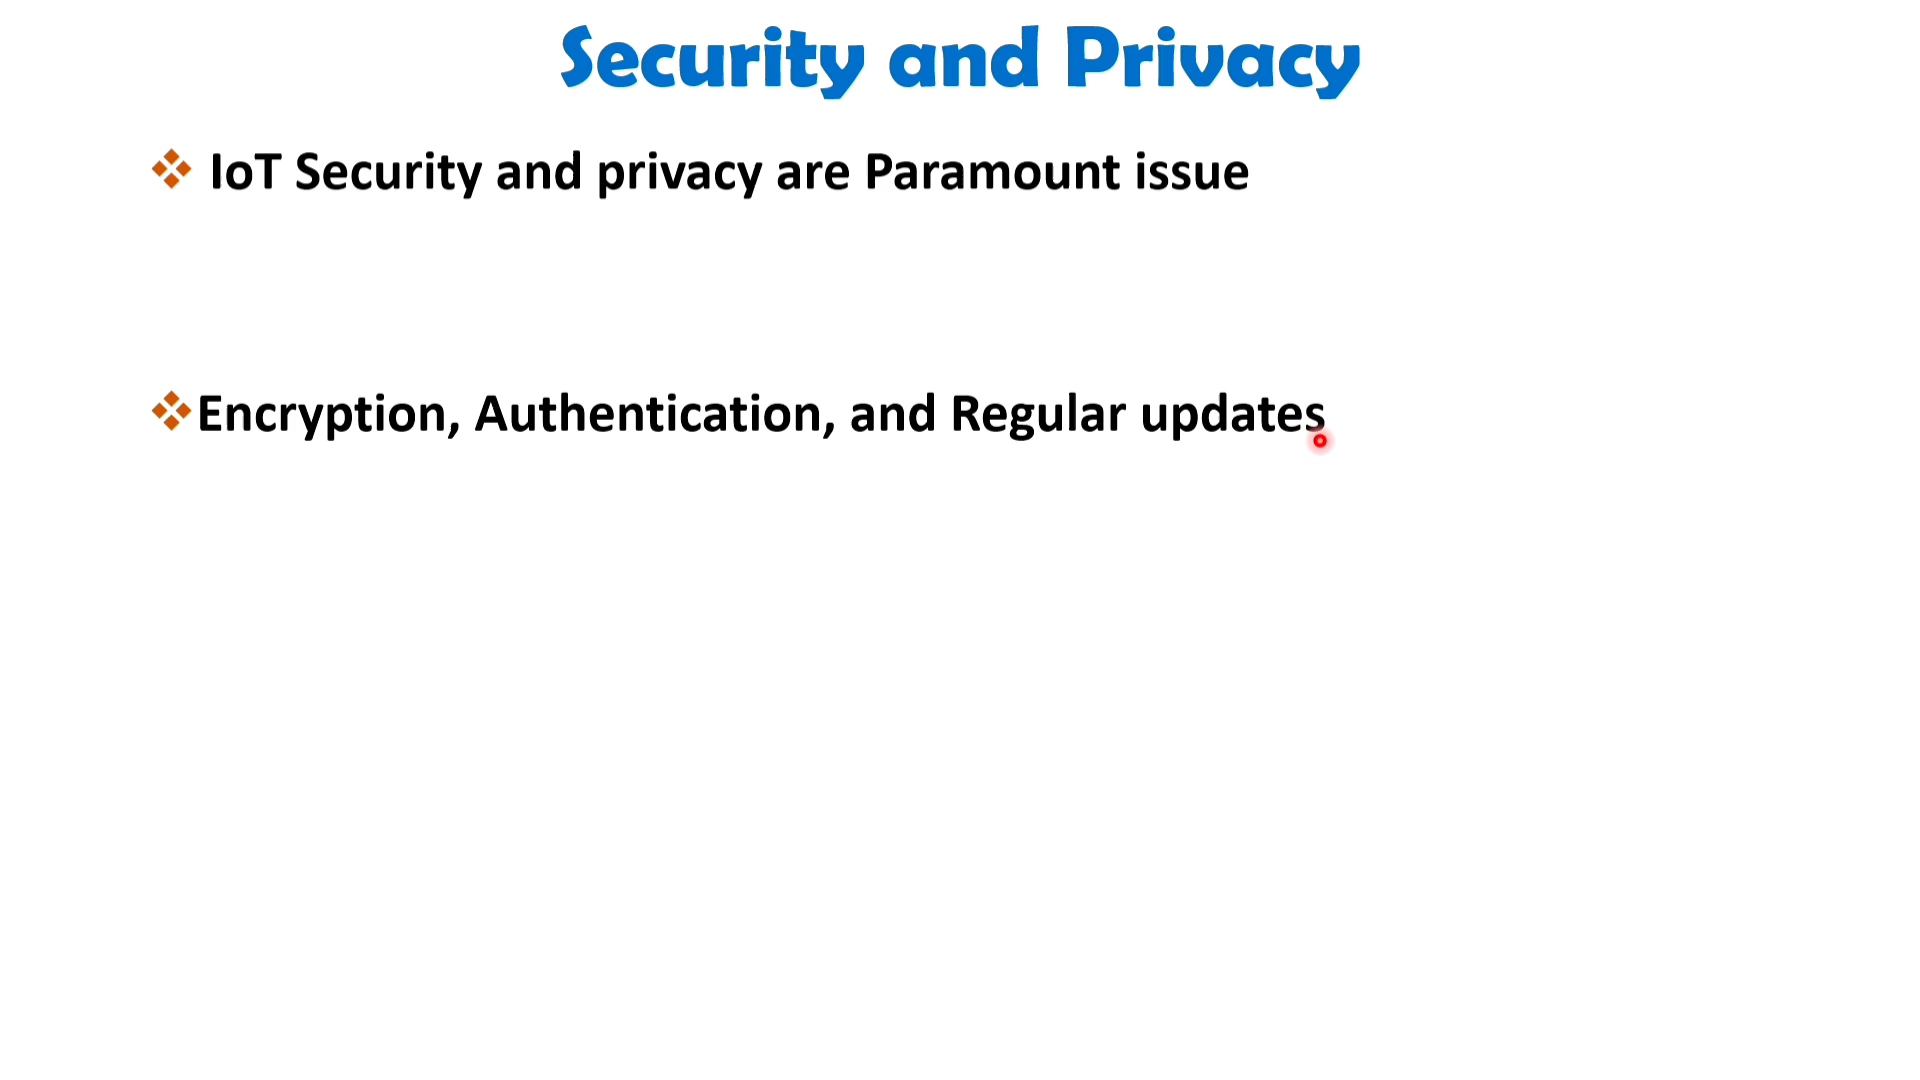 Security and Privacy
IoT Security and privacy are Paramount issue
Encryption, Authentication, and Regular updates